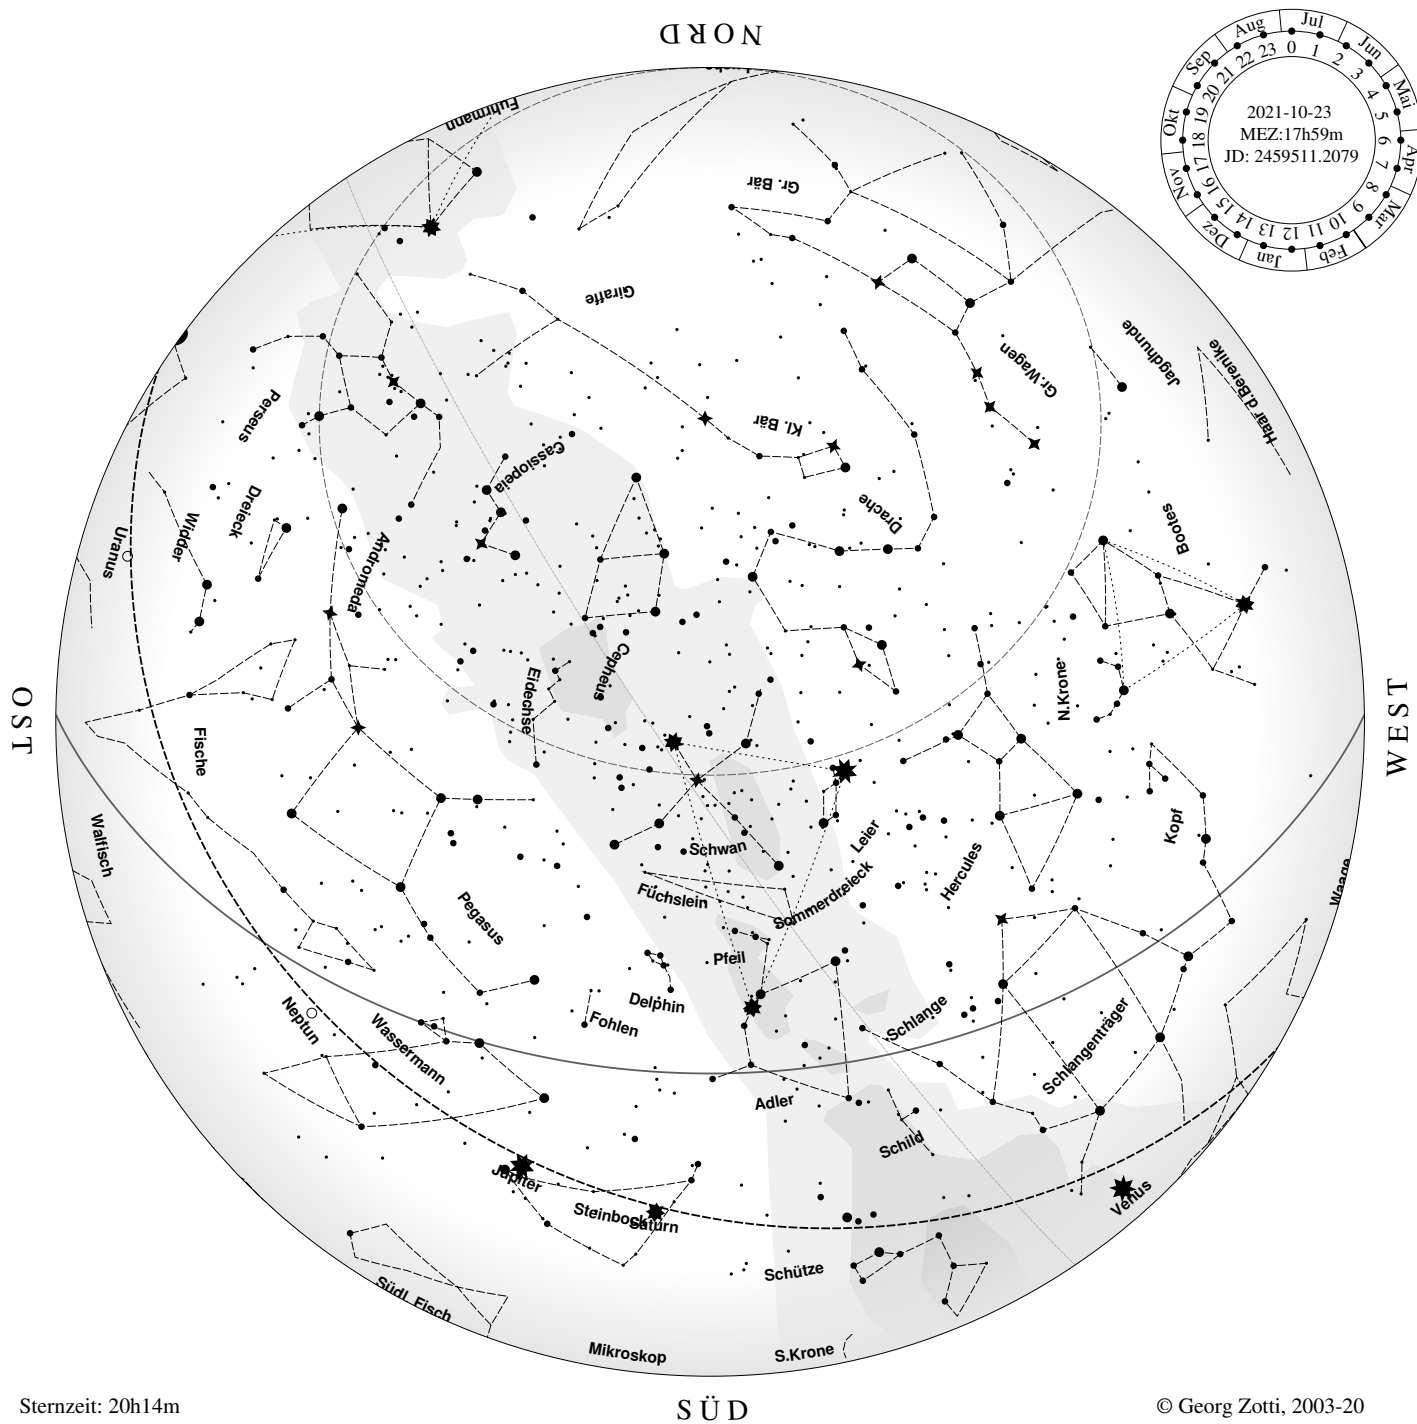 NORD
Aug
Jul
Jun
Mai
Apr
Mar
Feb
Jan
Dez
Nov
Okt
Sep
0 1 2 3 4 5 6 7 8 9 10 11 12 13 14 15 16 17 18 19 20 21 22 23
2021-10-23
MEZ:17h59m
JD: 2459511.2079
Fuhrmann
Gr. Bär
Giraffe
Gr.Wagen
Jagdhunde
Haar d.Berenike
Perseus
Kl. Bär
Cassiopeia
Drache
Bootes
Dreieck
Widder
Uranus
Andromeda
Cepheus
Eidechse
N.Krone
OST
WEST
Fische
Walfisch
Schwan
Leier
Kopf
Hercules
Waage
Füchslein
Sommerdreieck
Pegasus
Pfeil
Delphin
Fohlen
Neptun
Wassermann
Schlange
Schlangenträger
Adler
Schild
Jupiter
Steinbock
Saturn
Venus
Schütze
Südl. Fisch
Mikroskop
S.Krone
Sternzeit: 20h14m
SÜD
© Georg Zotti, 2003-20